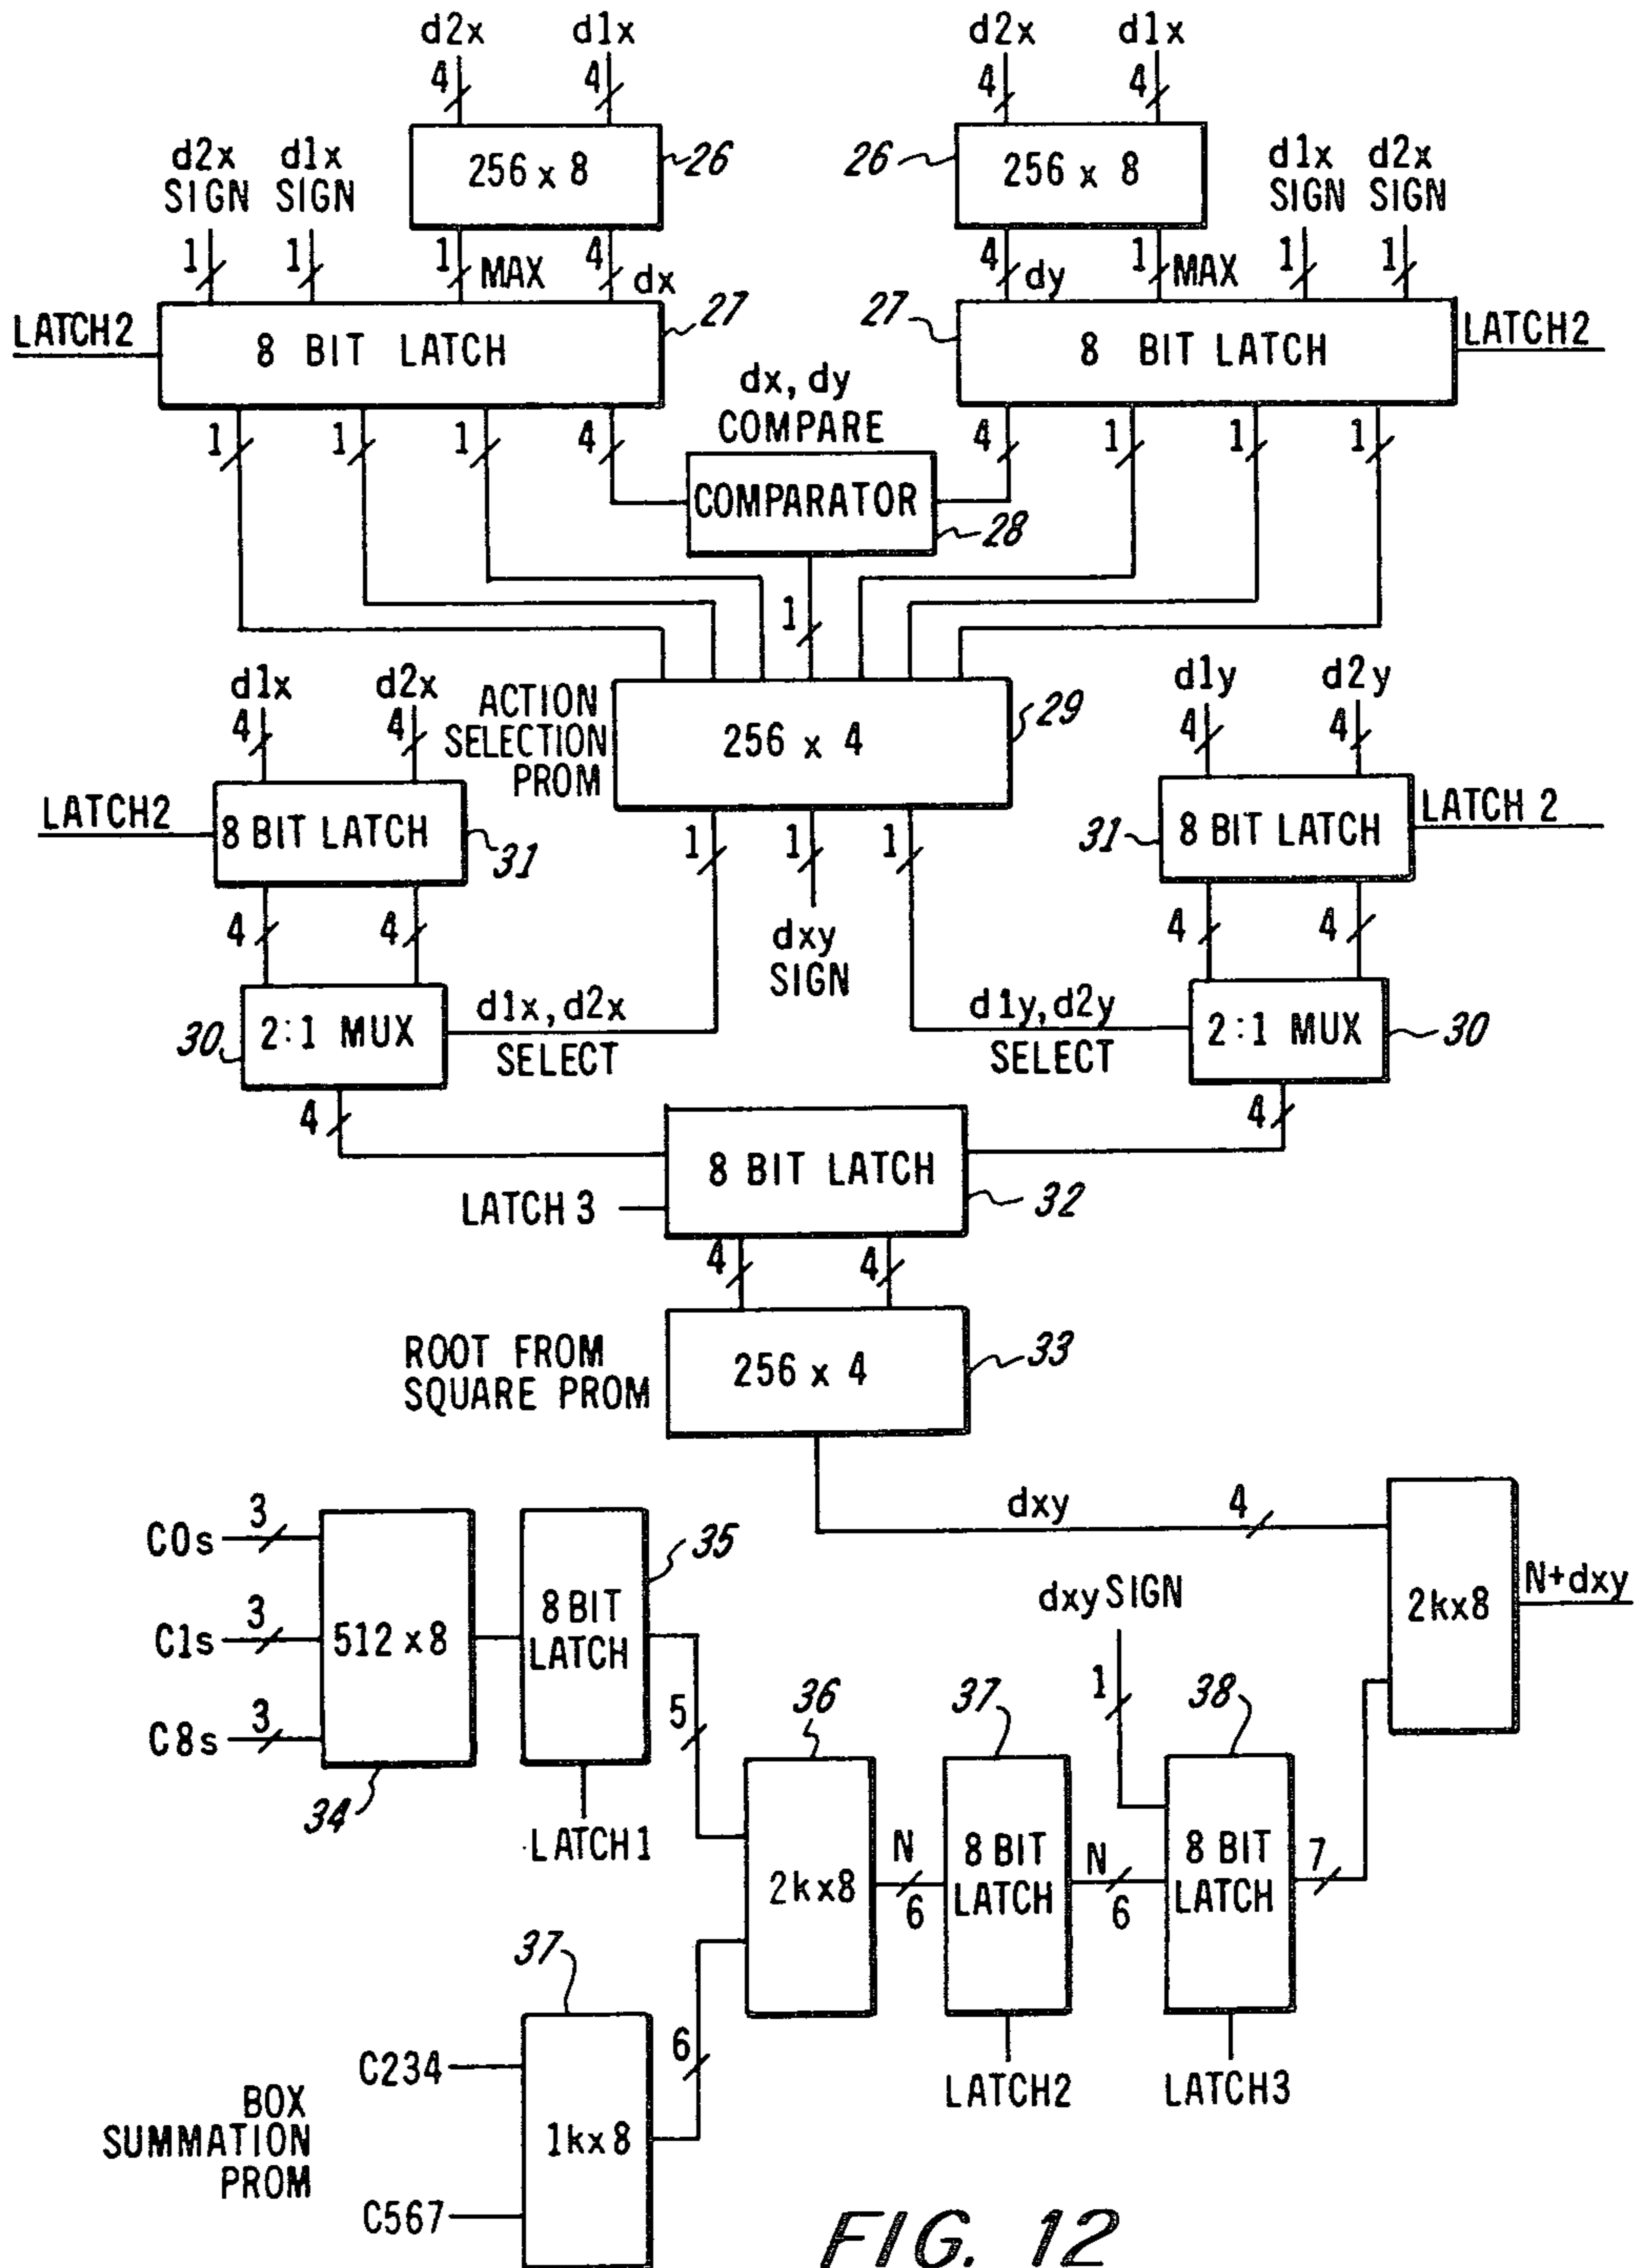 d2x d1x d2x d1x
4 4 4 4
d2x d1x 256 x 8 26 26 256 x 8 d1x d2x
SIGN SIGN SIGN SIGN
1 1 1 MAX 4 dx 4 dy 1 MAX 1 1
LATCH2 8 BIT LATCH 27 27 8 BIT LATCH LATCH2
dx, dy
COMPARE
1 1 1 4 4 1 1 1
COMPARATOR
28
1
d1x d2x d1y d2y
4 4 4 4
ACTION
SELECTION
PROM
256 x 4 29
LATCH2 8 BIT LATCH 31 31 8 BIT LATCH LATCH 2
1 1 1
4 4 4 4
dxy
SIGN
30 2:1 MUX d1x, d2x
SELECT
d1y, d2y
SELECT
2:1 MUX 30
4 4
8 BIT LATCH
LATCH 3 32
4 4
ROOT FROM
SQUARE PROM
256 x 4 33
dxy 4
C0s 3
C1s 3
C8s 3
512 x 8
34
8 BIT
LATCH
35
LATCH1
5
dxy SIGN
1
2kx8
N+dxy
36
2kx8
N
6
37
8 BIT
LATCH
N
6
38
8 BIT
LATCH
7
LATCH2 LATCH3
37
6
BOX
SUMMATION
PROM
C234
C567
1kx8
FIG. 12